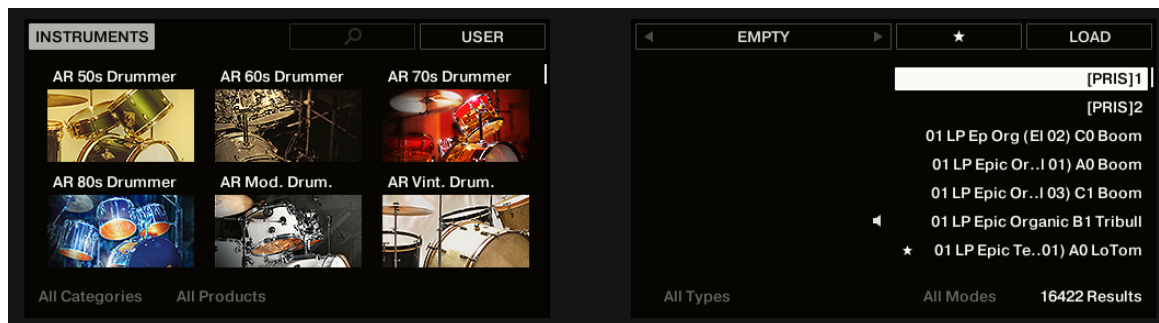 INSTRUMENTS
USER
AR 50s Drummer
AR 60s Drummer
AR 70s Drummer
AR 80s Drummer
AR Mod. Drum.
AR Vint. Drum.
All Categories
All Products
EMPTY
★
LOAD
[PRIS]1
[PRIS]2
01 LP Ep Org (El 02) C0 Boom
01 LP Epic Or..l 01) A0 Boom
01 LP Epic Or..l 03) C1 Boom
01 LP Epic Organic B1 Tribull
★ 01 LP Epic Te..01) A0 LoTom
All Types
All Modes
16422 Results